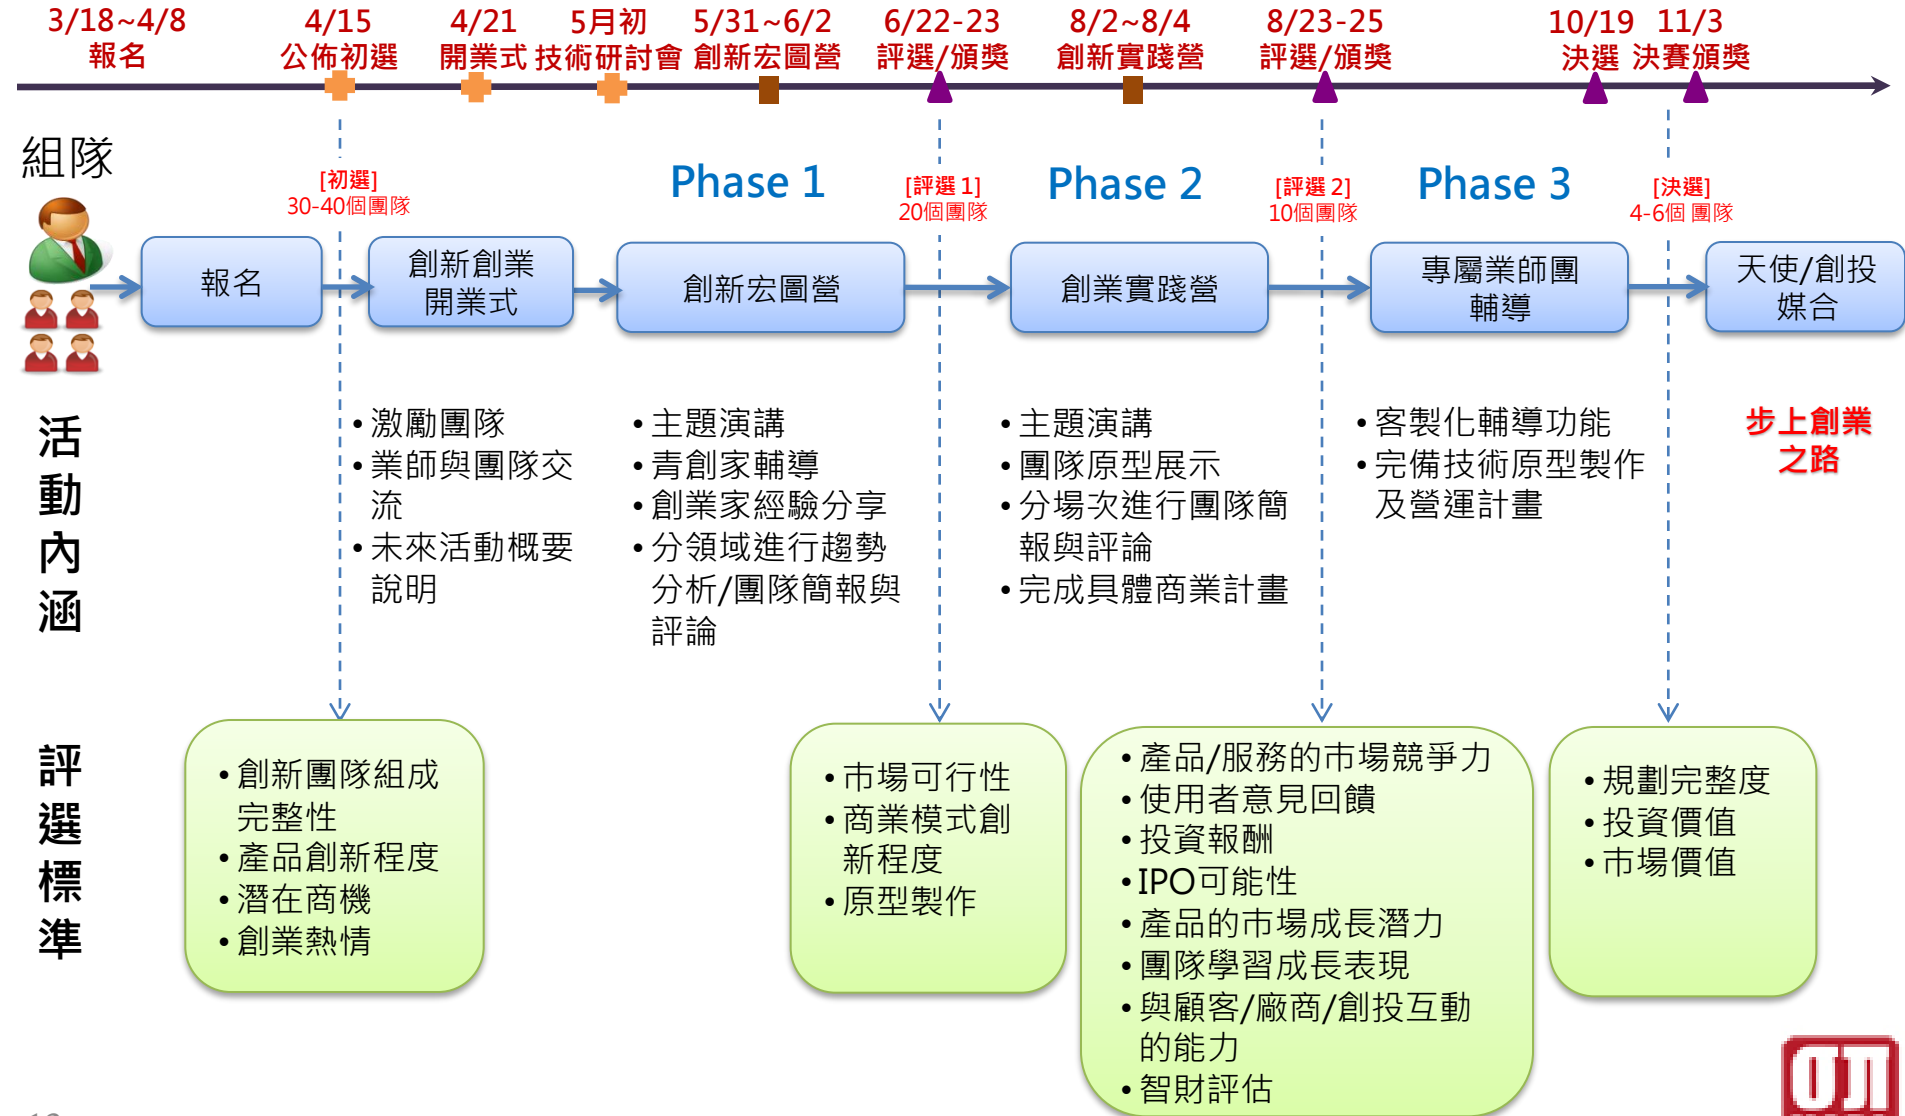 3/18~4/8
報名
4/15
公佈初選
4/21
開業式
5月初
技術研討會
5/31~6/2
創新宏圖營
6/22-23
評選/頒獎
8/2~8/4
創新實踐營
8/23-25
評選/頒獎
10/19
決選
11/3
決賽頒獎
組隊
[初選]
30-40個團隊
Phase 1
[評選 1]
20個團隊
Phase 2
[評選 2]
10個團隊
Phase 3
[決選]
4-6個 團隊
報名
創新創業
開業式
創新宏圖營
創業實踐營
專屬業師團
輔導
天使/創投
媒合
活動內涵
• 激勵團隊
• 業師與團隊交
流
• 未來活動概要
說明
• 主題演講
• 青創家輔導
• 創業家經驗分享
• 分領域進行趨勢
分析/團隊簡報與
評論
• 主題演講
• 團隊原型展示
• 分場次進行團隊簡
報與評論
• 完成具體商業計畫
• 客製化輔導功能
• 完備技術原型製作
及營運計畫
步上創業
之路
評選標準
• 創新團隊組成
完整性
• 產品創新程度
• 潛在商機
• 創業熱情
• 市場可行性
• 商業模式創
新程度
• 原型製作
• 產品/服務的市場競爭力
• 使用者意見回饋
• 投資報酬
• IPO可能性
• 產品的市場成長潛力
• 團隊學習成長表現
• 與顧客/廠商/創投互動
的能力
• 智財評估
• 規劃完整度
• 投資價值
• 市場價值